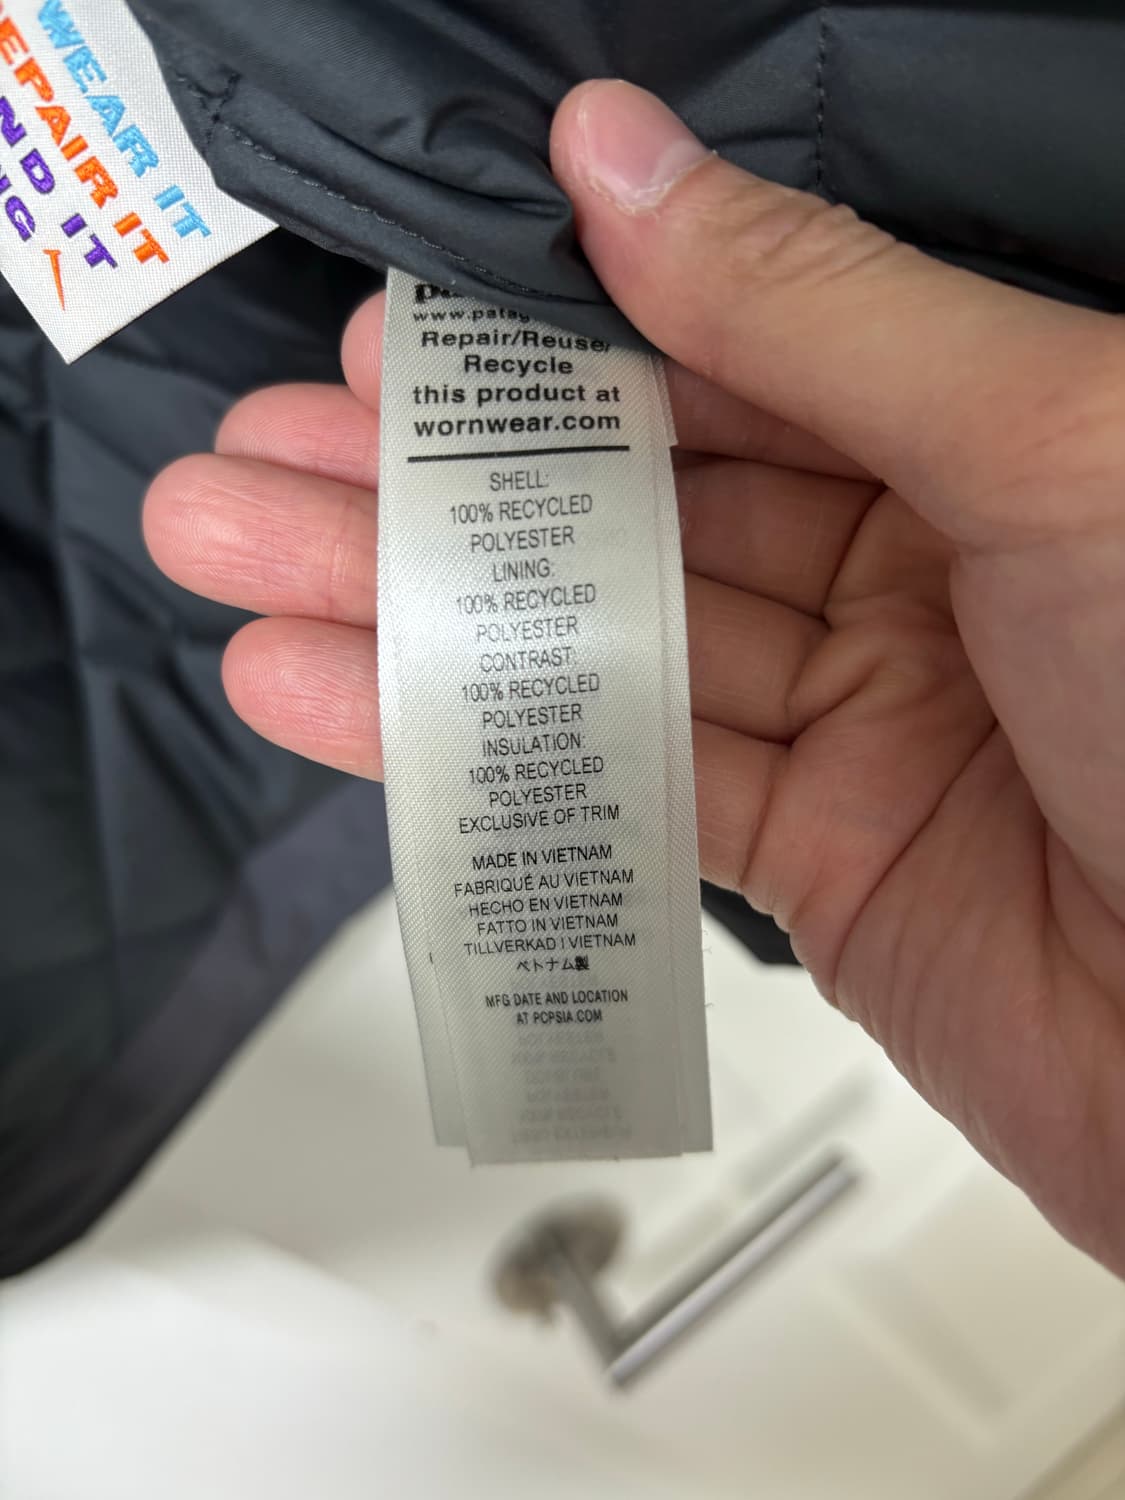 WEAR IT
REPAIR IT
IT
pa
www.patag
Repair/Reuse/
Recycle
this product at
wornwear.com
SHELL:
100% RECYCLED
POLYESTER
LINING:
100% RECYCLED
POLYESTER
CONTRAST:
100% RECYCLED
POLYESTER
INSULATION:
100% RECYCLED
POLYESTER
EXCLUSIVE OF TRIM
MADE IN VIETNAM
FABRIQUÉ AU VIETNAM
HECHO EN VIETNAM
FATTO IN VIETNAM
TILLVERKAD I VIETNAM
ベトナム製
MFG DATE AND LOCATION
AT PCPSIA.COM